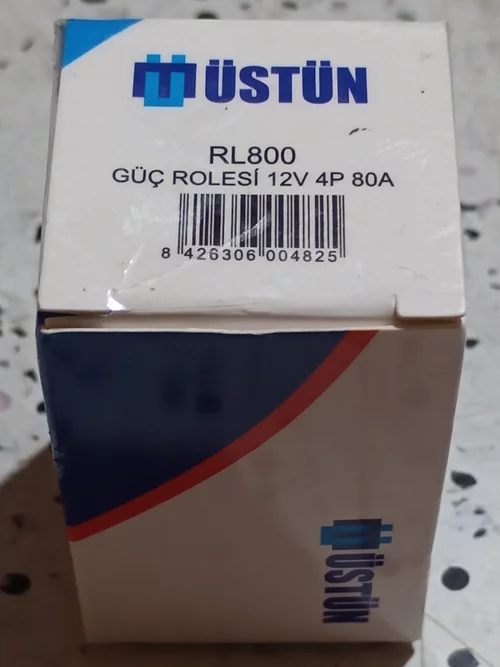 ÜSTÜN
RL800
GÜÇ ROLESİ 12V 4P 80A
8 426306 004825
ÜSTÜN